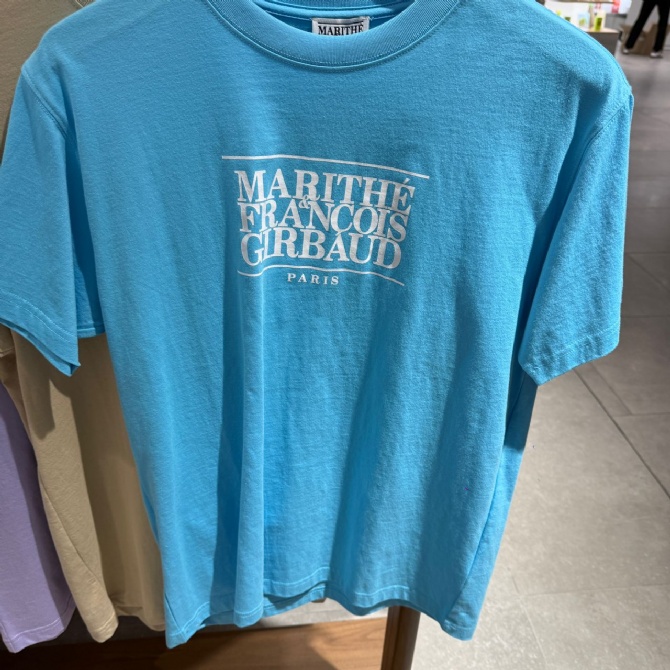 MARITHÉ
MARITHÉ
&
FRANÇOIS
GIRBAUD
PARIS